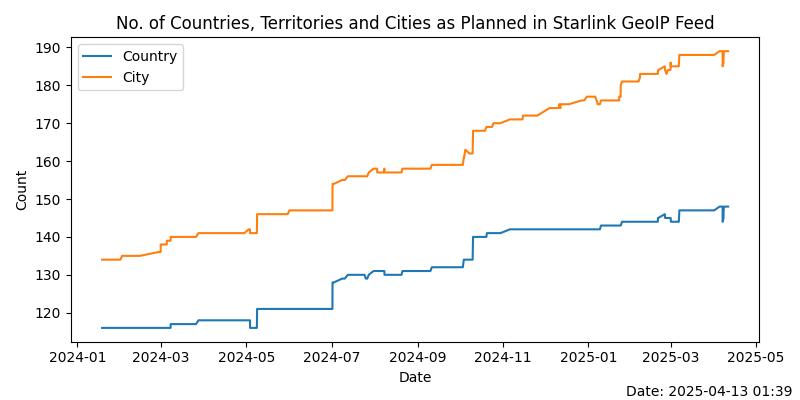 No. of Countries, Territories and Cities as Planned in Starlink GeoIP Feed
Country
City
190
180
170
160
150
140
130
120
Count
2024-01 2024-03 2024-05 2024-07 2024-09 2024-11 2025-01 2025-03 2025-05
Date
Date: 2025-04-13 01:39